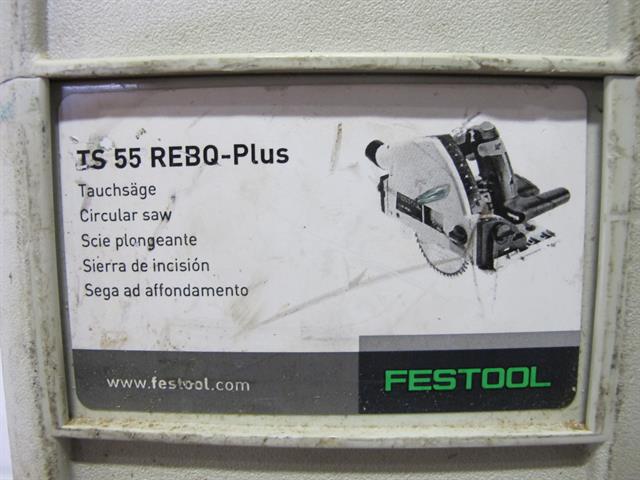 TS 55 REBQ-Plus
Tauchsäge
Circular saw
Scie plongeante
Sierra de incisión
Sega ad affondamento
www.festool.com
FESTOOL